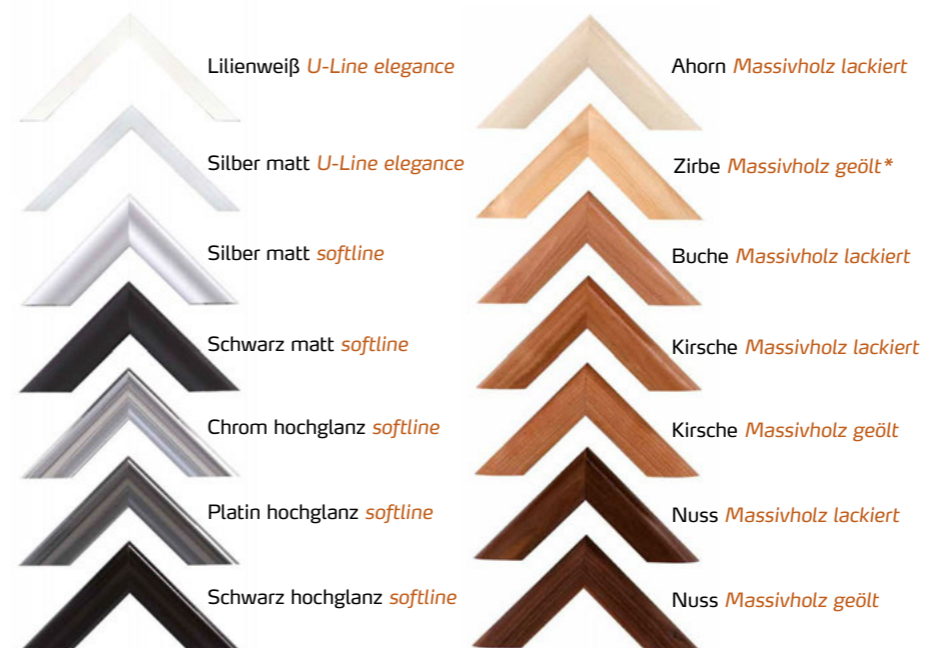 Lilienweiß U-Line elegance
Silber matt U-Line elegance
Silber matt softline
Schwarz matt softline
Chrom hochglanz softline
Platin hochglanz softline
Schwarz hochglanz softline
Ahorn Massivholz lackiert
Zirbe Massivholz geölt*
Buche Massivholz lackiert
Kirsche Massivholz lackiert
Kirsche Massivholz geölt
Nuss Massivholz lackiert
Nuss Massivholz geölt